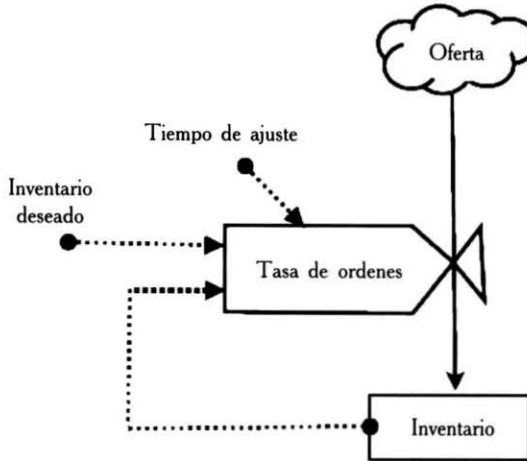 Oferta
Tiempo de ajuste
Inventario
deseado
Tasa de ordenes
Inventario